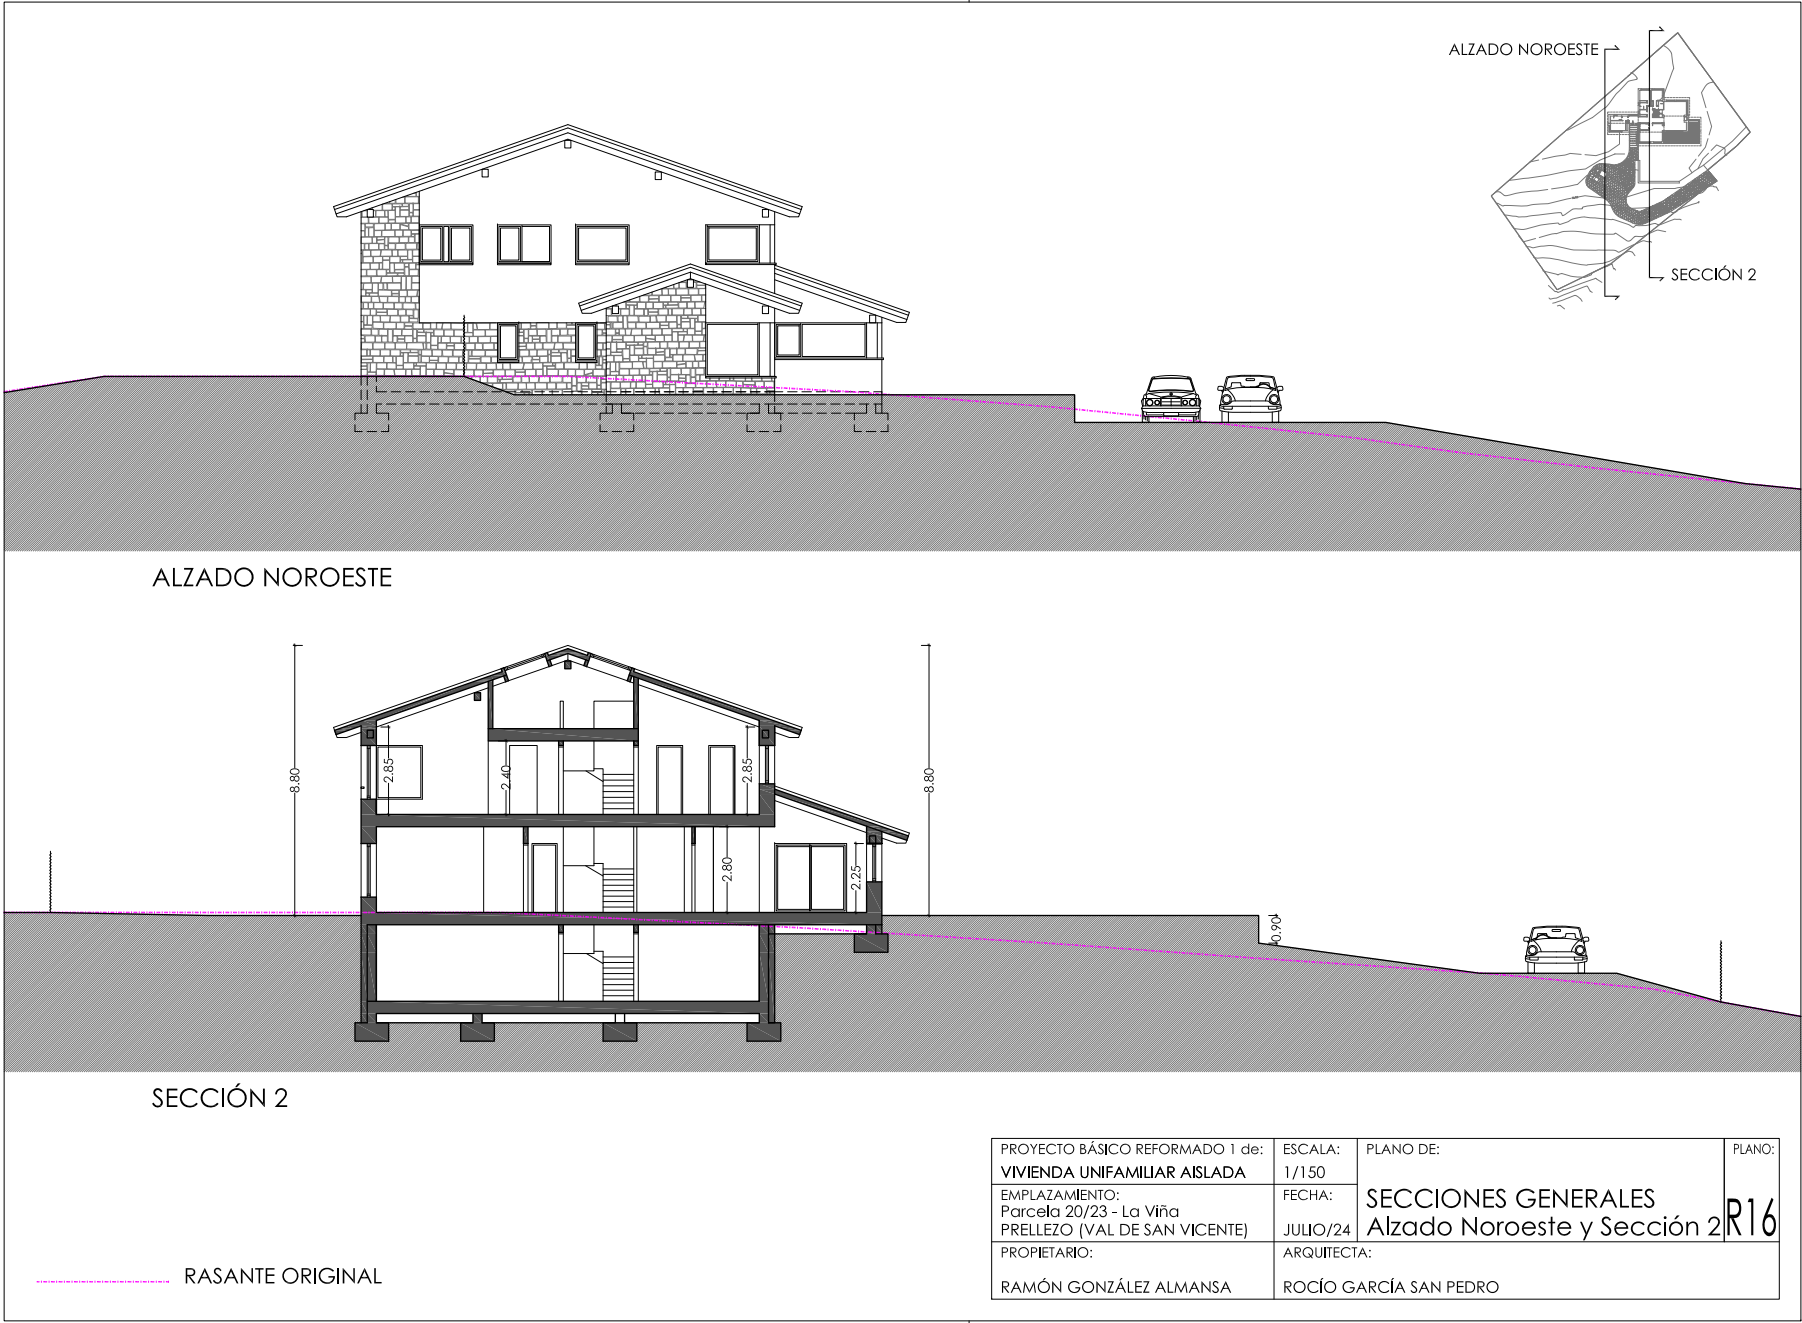 ALZADO NOROESTE
SECCIÓN 2
ALZADO NOROESTE
8.80
2.85
2.40
2.85
8.80
2.80
2.25
0.90
SECCIÓN 2
RASANTE ORIGINAL
PROYECTO BÁSICO REFORMADO 1 de:
VIVIENDA UNIFAMILIAR AISLADA
ESCALA:
1/150
PLANO DE:
SECCIONES GENERALES
Alzado Noroeste y Sección 2
PLANO:
R16
EMPLAZAMIENTO:
Parcela 20/23 - La Viña
PRELLEZO (VAL DE SAN VICENTE)
FECHA:
JULIO/24
PROPIETARIO:
RAMÓN GONZÁLEZ ALMANSA
ARQUITECTA:
ROCÍO GARCÍA SAN PEDRO